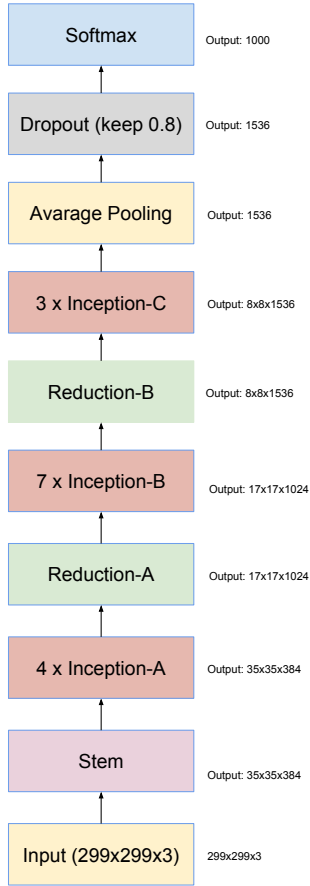 Softmax
Output: 1000
Dropout (keep 0.8)
Output: 1536
Avarage Pooling
Output: 1536
3 x Inception-C
Output: 8x8x1536
Reduction-B
Output: 8x8x1536
7 x Inception-B
Output: 17x17x1024
Reduction-A
Output: 17x17x1024
4 x Inception-A
Output: 35x35x384
Stem
Output: 35x35x384
Input (299x299x3)
299x299x3